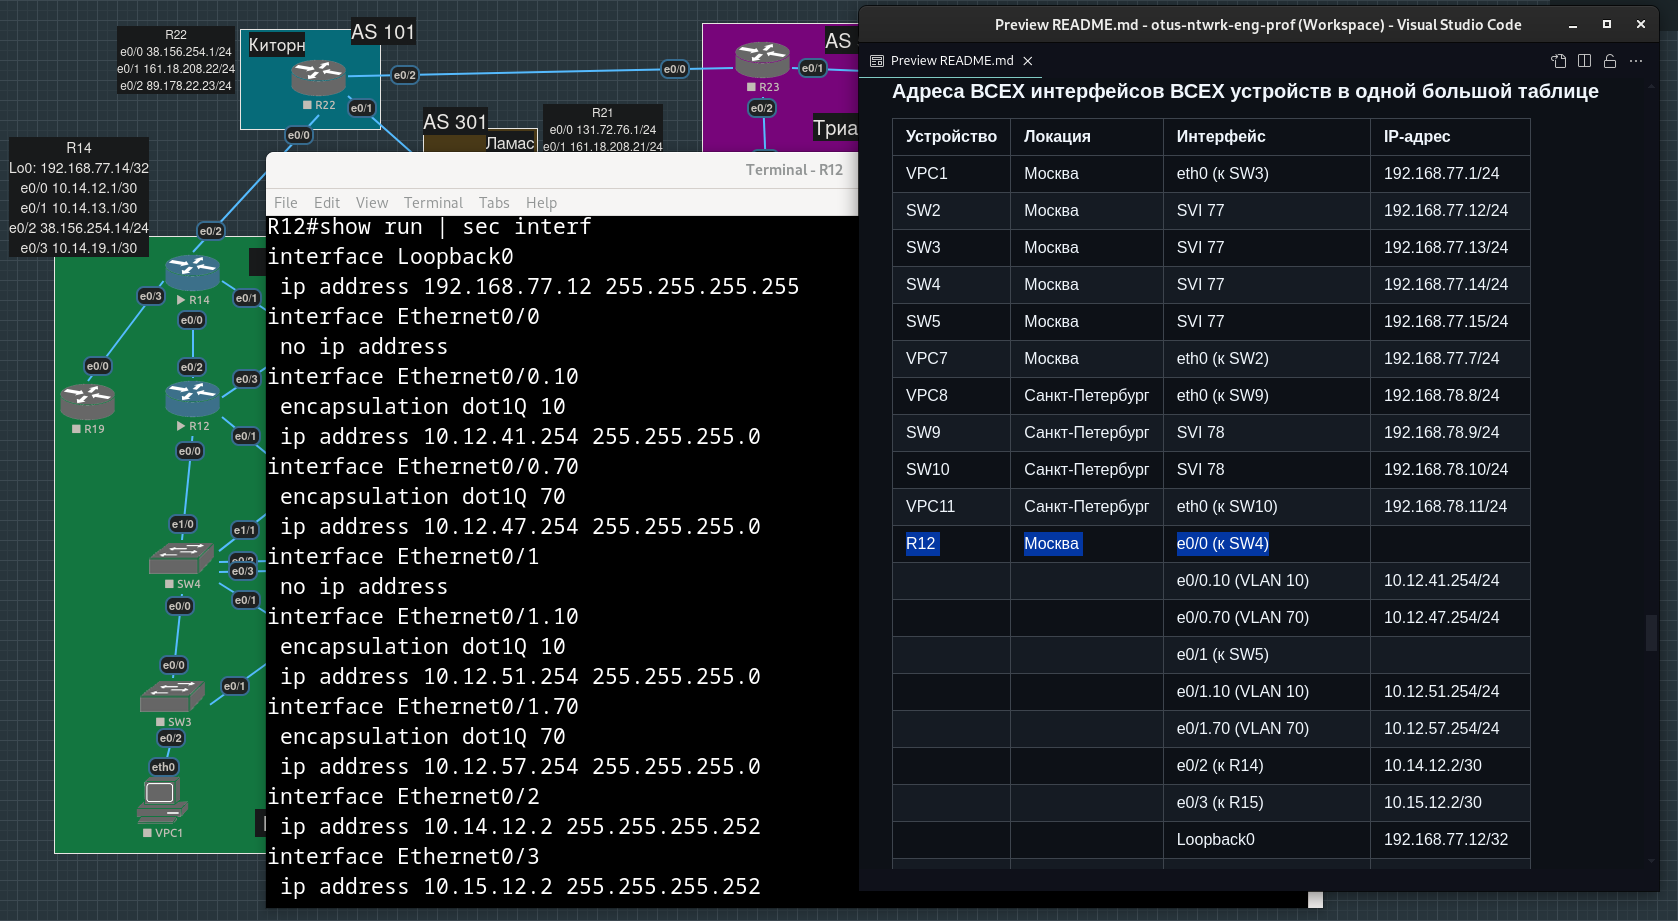 R22
e0/0 38.156.254.1/24
e0/1 161.18.208.22/24
e0/2 89.178.22.23/24
Киторн
AS 101
R22
e0/2
e0/1
e0/0
e0/0
R23
e0/1
e0/2
AS
Триа
AS 301
Ламас
R21
e0/0 131.72.76.1/24
e0/1 161.18.208.21/24
R14
Lo0: 192.168.77.14/32
e0/0 10.14.12.1/30
e0/1 10.14.13.1/30
e0/2 38.156.254.14/24
e0/3 10.14.19.1/30
e0/2
e0/3
R14
e0/1
e0/0
e0/0
e0/2
e0/3
R19
R12
e0/1
e0/0
e1/0
e1/1
e0/3
SW4
e0/1
e0/0
e0/0
e0/1
SW3
e0/2
eth0
VPC1
Terminal - R12
File Edit View Terminal Tabs Help
R12#show run | sec interf
interface Loopback0
 ip address 192.168.77.12 255.255.255.255
interface Ethernet0/0
 no ip address
interface Ethernet0/0.10
 encapsulation dot1Q 10
 ip address 10.12.41.254 255.255.255.0
interface Ethernet0/0.70
 encapsulation dot1Q 70
 ip address 10.12.47.254 255.255.255.0
interface Ethernet0/1
 no ip address
interface Ethernet0/1.10
 encapsulation dot1Q 10
 ip address 10.12.51.254 255.255.255.0
interface Ethernet0/1.70
 encapsulation dot1Q 70
 ip address 10.12.57.254 255.255.255.0
interface Ethernet0/2
 ip address 10.14.12.2 255.255.255.252
interface Ethernet0/3
 ip address 10.15.12.2 255.255.255.252
Preview README.md - otus-ntwrk-eng-prof (Workspace) - Visual Studio Code
Preview README.md
Адреса ВСЕХ интерфейсов ВСЕХ устройств в одной большой таблице
Устройство Локация Интерфейс IP-адрес
VPC1 Москва eth0 (к SW3) 192.168.77.1/24
SW2 Москва SVI 77 192.168.77.12/24
SW3 Москва SVI 77 192.168.77.13/24
SW4 Москва SVI 77 192.168.77.14/24
SW5 Москва SVI 77 192.168.77.15/24
VPC7 Москва eth0 (к SW2) 192.168.77.7/24
VPC8 Санкт-Петербург eth0 (к SW9) 192.168.78.8/24
SW9 Санкт-Петербург SVI 78 192.168.78.9/24
SW10 Санкт-Петербург SVI 78 192.168.78.10/24
VPC11 Санкт-Петербург eth0 (к SW10) 192.168.78.11/24
R12 Москва e0/0 (к SW4)
e0/0.10 (VLAN 10) 10.12.41.254/24
e0/0.70 (VLAN 70) 10.12.47.254/24
e0/1 (к SW5)
e0/1.10 (VLAN 10) 10.12.51.254/24
e0/1.70 (VLAN 70) 10.12.57.254/24
e0/2 (к R14) 10.14.12.2/30
e0/3 (к R15) 10.15.12.2/30
Loopback0 192.168.77.12/32